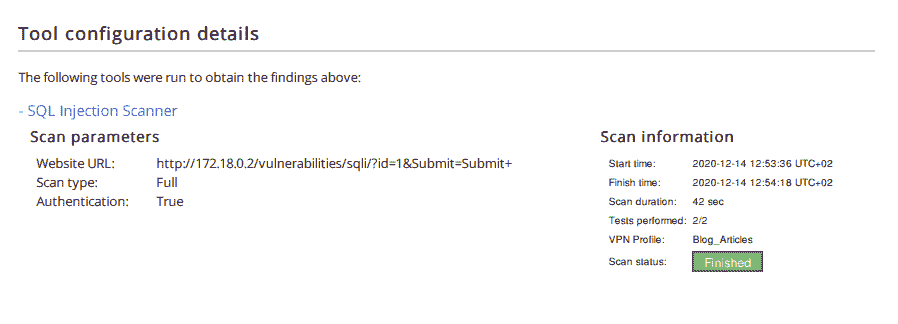 Tool configuration details
The following tools were run to obtain the findings above:
- SQL Injection Scanner
Scan parameters
Website URL: http://172.18.0.2/vulnerabilities/sqli/?id=1&Submit=Submit+
Scan type: Full
Authentication: True
Scan information
Start time: 2020-12-14 12:53:36 UTC+02
Finish time: 2020-12-14 12:54:18 UTC+02
Scan duration: 42 sec
Tests performed: 2/2
VPN Profile: Blog_Articles
Scan status: Finished